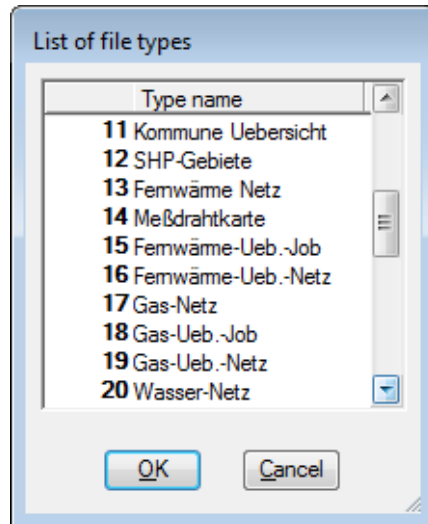 List of file types
Type name
11 Kommune Uebersicht
12 SHP-Gebiete
13 Fernwärme Netz
14 Meßdrahtkarte
15 Fernwärme-Ueb.-Job
16 Fernwärme-Ueb.-Netz
17 Gas-Netz
18 Gas-Ueb.-Job
19 Gas-Ueb.-Netz
20 Wasser-Netz
OK Cancel